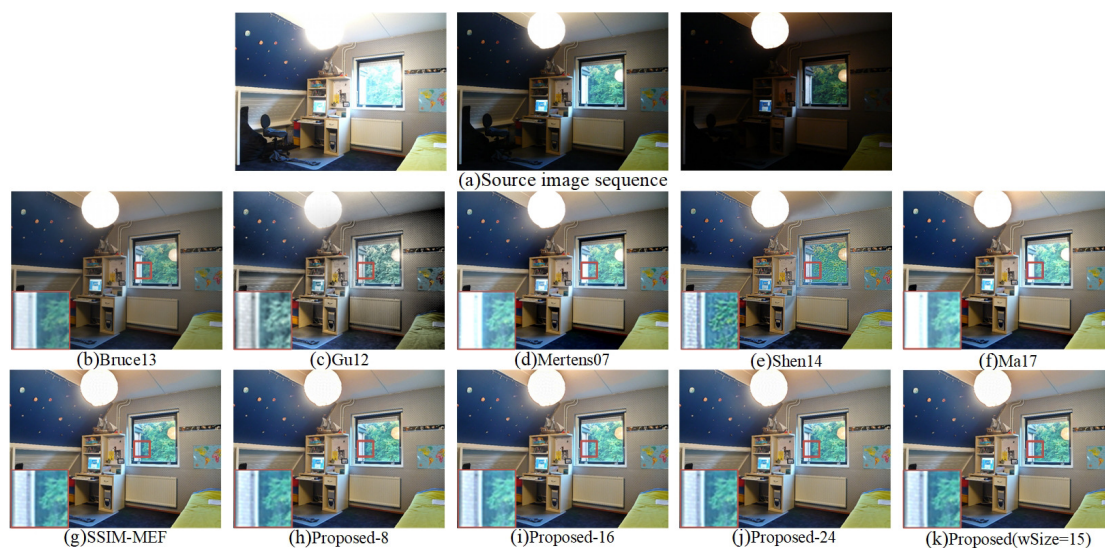 (a)Source image sequence
(b)Bruce13
(c)Gu12
(d)Mertens07
(e)Shen14
(f)Ma17
(g)SSIM-MEF
(h)Proposed-8
(i)Proposed-16
(j)Proposed-24
(k)Proposed(wSize=15)